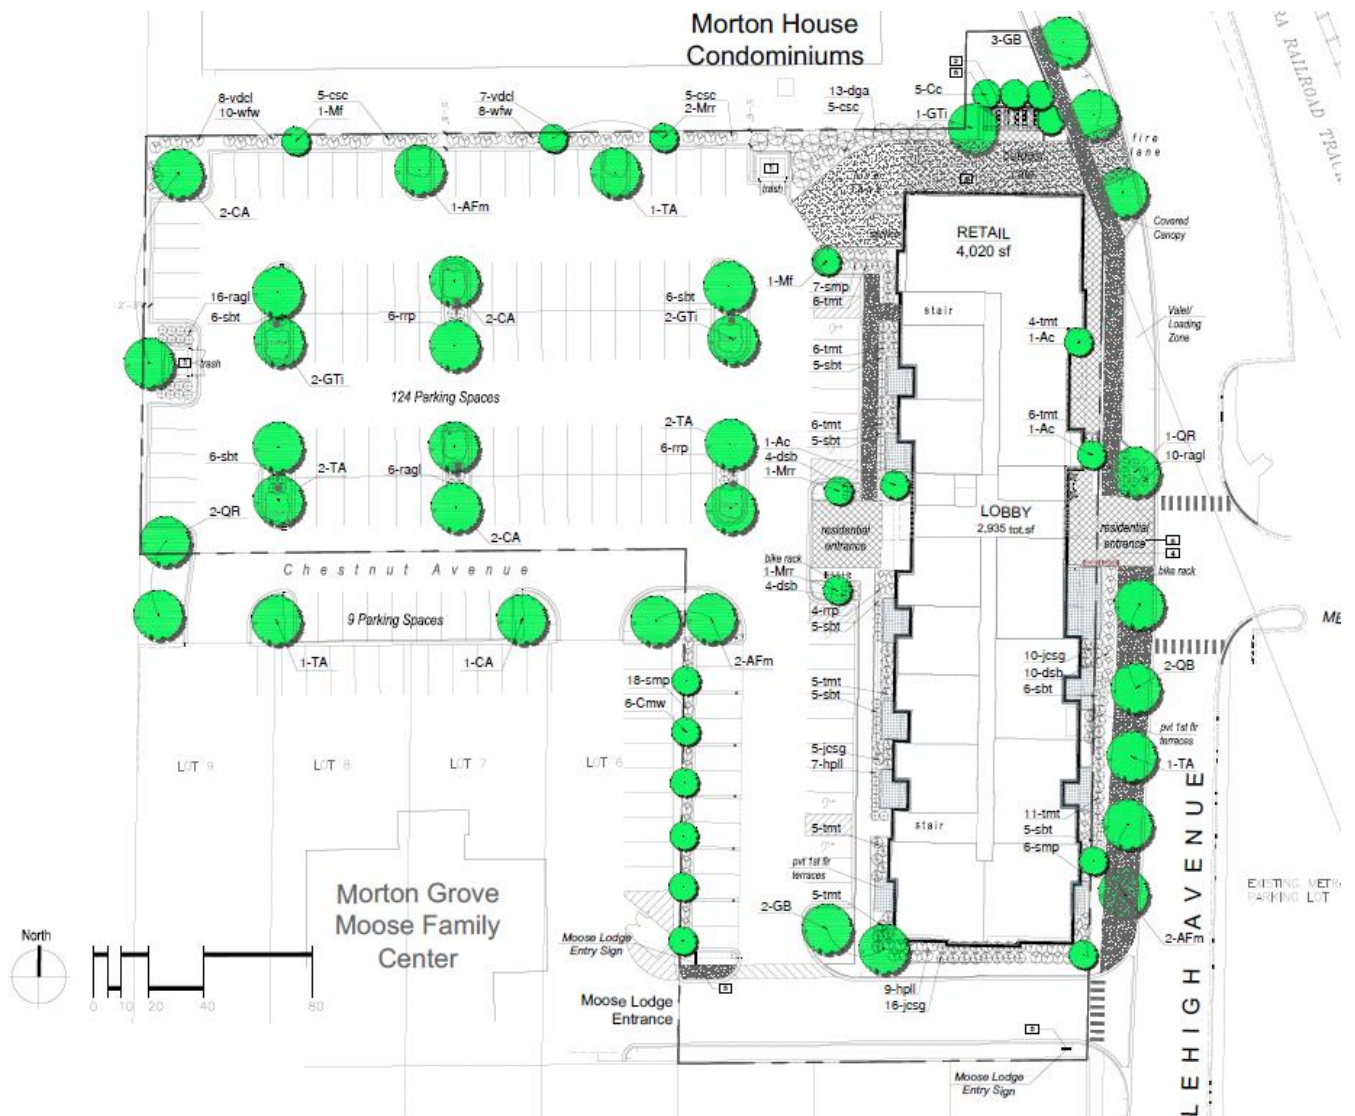 Morton House
Condominiums
3-GB
RA RAILROAD TRACK
8-vdcl
10-wfw
5-csc
1-Mf
7-vdcl
8-wfw
5-csc
2-Mrr
13-dga
5-csc
5-Cc
1-GTi
fire
lane
trash
2-CA
1-AFm
1-TA
Covered
Canopy
RETAIL
4,020 sf
1-Mf
7-smp
6-tmt
16-ragl
6-sbt
6-rrp
2-CA
6-sbt
2-GTi
stair
4-tmt
1-Ac
Valet/
Loading
Zone
trash
2-GTi
6-tmt
5-sbt
124 Parking Spaces
6-tmt
1-Ac
6-tmt
5-sbt
2-TA
6-rrp
1-Ac
4-dsb
1-Mrr
1-QR
10-ragl
6-sbt
2-TA
6-ragl
2-QR
2-CA
LOBBY
2,935 tot.sf
residential
entrance
residential
entrance
bike rack
bike rack
Chestnut Avenue
1-Mrr
4-dsb
4-rrp
5-sbt
9 Parking Spaces
ME
1-TA
1-CA
2-AFm
10-jcsg
10-dsb
6-sbt
2-QB
18-smp
6-Cmw
5-tmt
5-sbt
pvt 1st flr
terraces
1-TA
5-jcsg
7-hpll
LOT 9
LOT 8
LOT 7
LOT 6
11-tmt
5-sbt
6-smp
5-tmt
stair
pvt 1st flr
terraces
5-tmt
2-GB
EXISTING METR
PARKING LOT
Morton Grove
Moose Family
Center
2-AFm
North
Moose Lodge
Entry Sign
0 10 20 40 80
9-hpll
16-jcsg
Moose Lodge
Entrance
Moose Lodge
Entry Sign
LEHIGH AVENUE